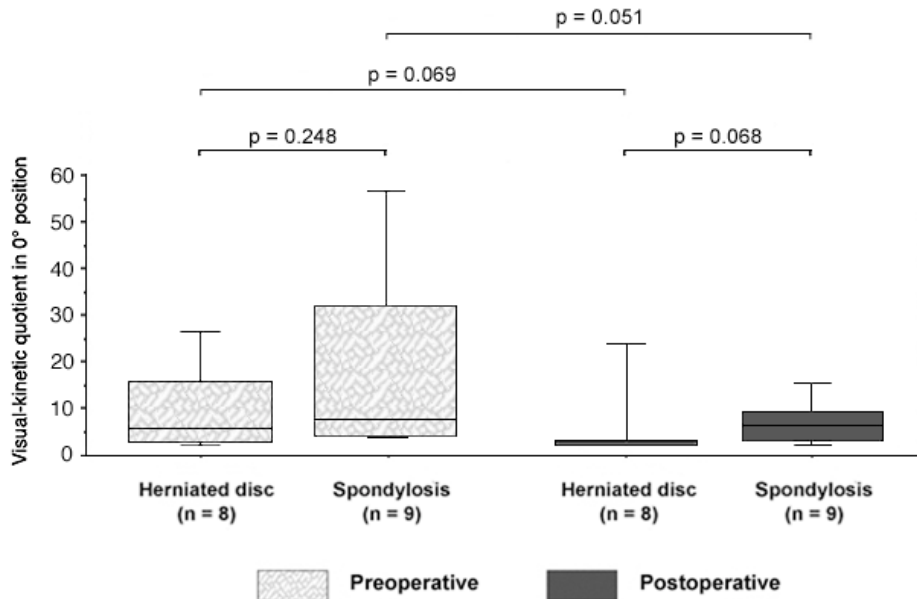 p = 0.051
p = 0.069
p = 0.248
p = 0.068
Visual-kinetic quotient in 0° position
60
50
40
30
20
10
0
Herniated disc
(n = 8)
Spondylosis
(n = 9)
Herniated disc
(n = 8)
Spondylosis
(n = 9)
Preoperative
Postoperative